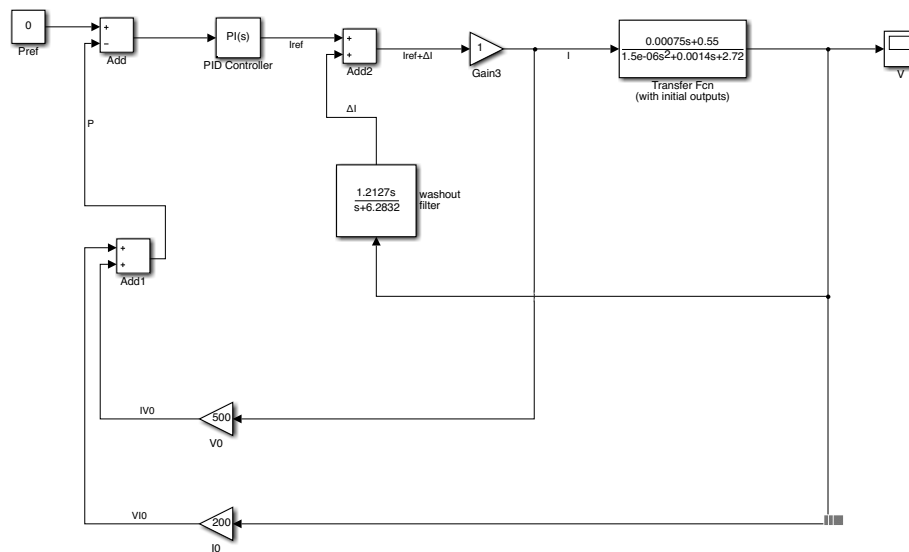 0
Pref
+
−
Add
PI(s)
PID Controller
Iref
+
+
Add2
Iref+ΔI
1
Gain3
I
0.00075s+0.55
1.5e-06s²+0.0014s+2.72
Transfer Fcn
(with initial outputs)
V
ΔI
P
1.2127s
s+6.2832
washout
filter
+
+
Add1
IV0
500
V0
VI0
200
I0